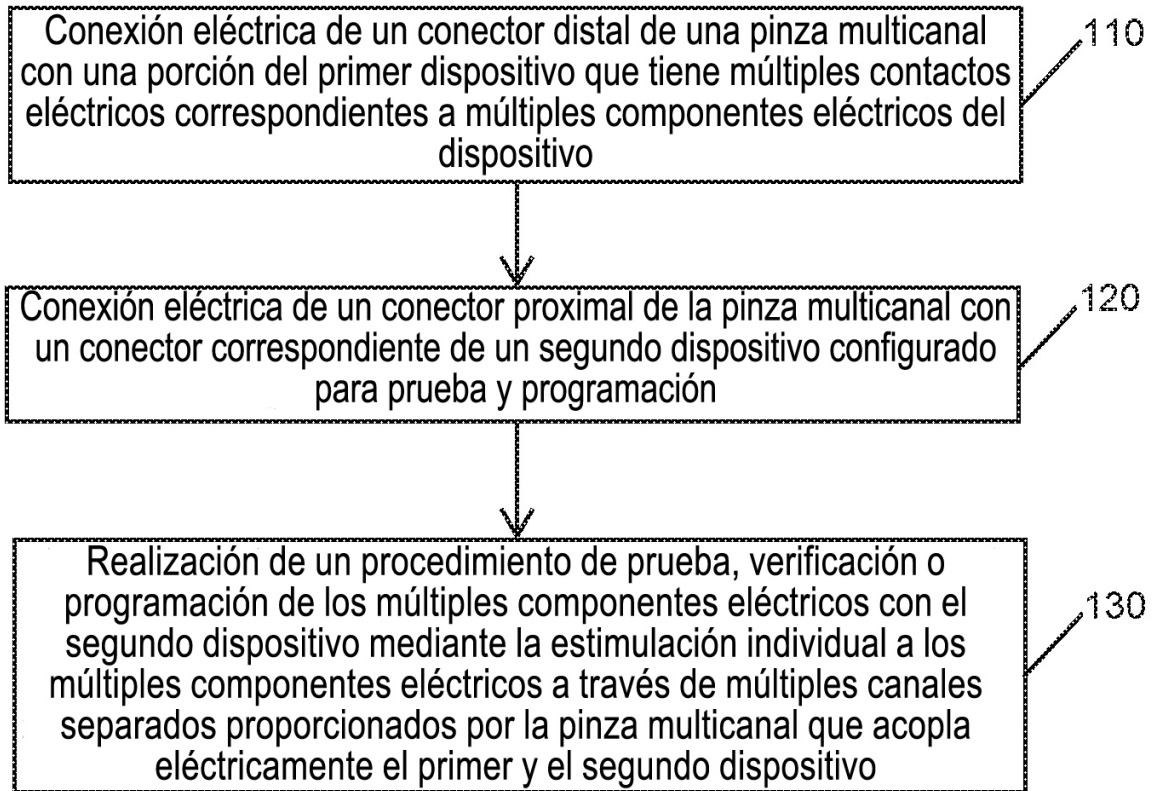 Conexión eléctrica de un conector distal de una pinza multicanal
con una porción del primer dispositivo que tiene múltiples contactos
eléctricos correspondientes a múltiples componentes eléctricos del
dispositivo
110
Conexión eléctrica de un conector proximal de la pinza multicanal con
un conector correspondiente de un segundo dispositivo configurado
para prueba y programación
120
Realización de un procedimiento de prueba, verificación o
programación de los múltiples componentes eléctricos con el
segundo dispositivo mediante la estimulación individual a los
múltiples componentes eléctricos a través de múltiples canales
separados proporcionados por la pinza multicanal que acopla
eléctricamente el primer y el segundo dispositivo
130